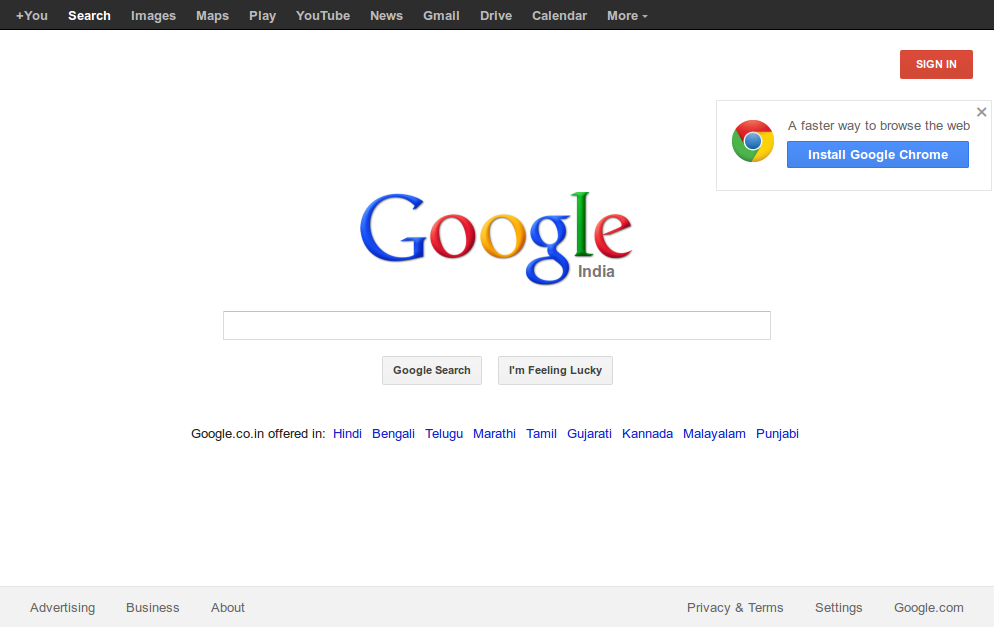 +You Search Images Maps Play YouTube News Gmail Drive Calendar More
SIGN IN
A faster way to browse the web
Install Google Chrome
Google
India
Google Search I'm Feeling Lucky
Google.co.in offered in: Hindi Bengali Telugu Marathi Tamil Gujarati Kannada Malayalam Punjabi
Advertising Business About Privacy & Terms Settings Google.com